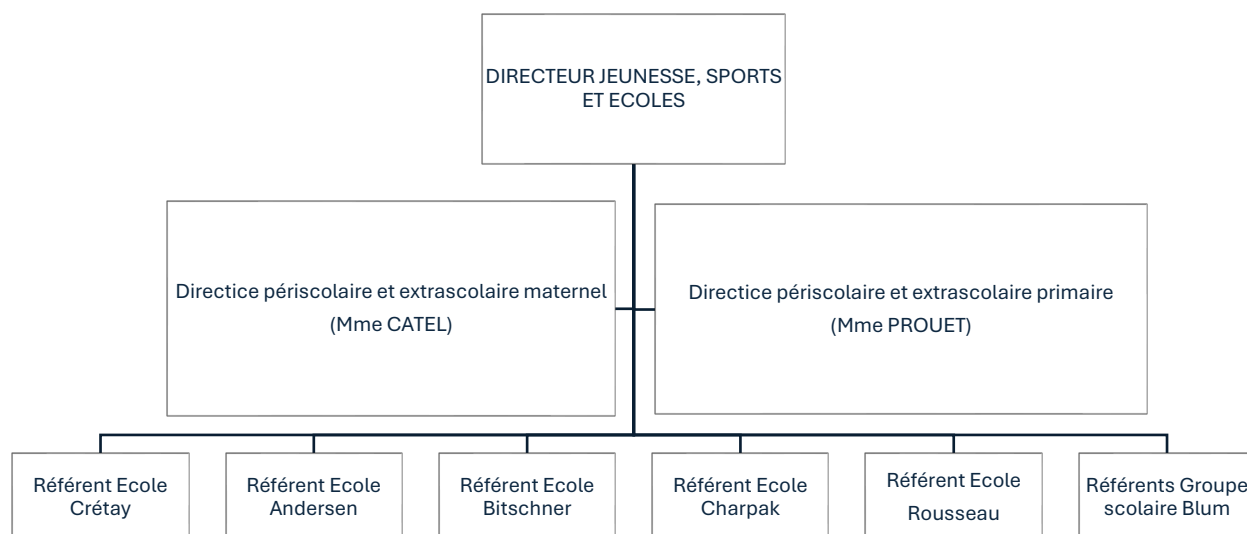 DIRECTEUR JEUNESSE, SPORTS
ET ECOLES
Directice périscolaire et extrascolaire maternel
(Mme CATEL)
Directice périscolaire et extrascolaire primaire
(Mme PROUET)
Référent Ecole
Crétay
Référent Ecole
Andersen
Référent Ecole
Bitschner
Référent Ecole
Charpak
Référent Ecole
Rousseau
Référents Groupe
scolaire Blum